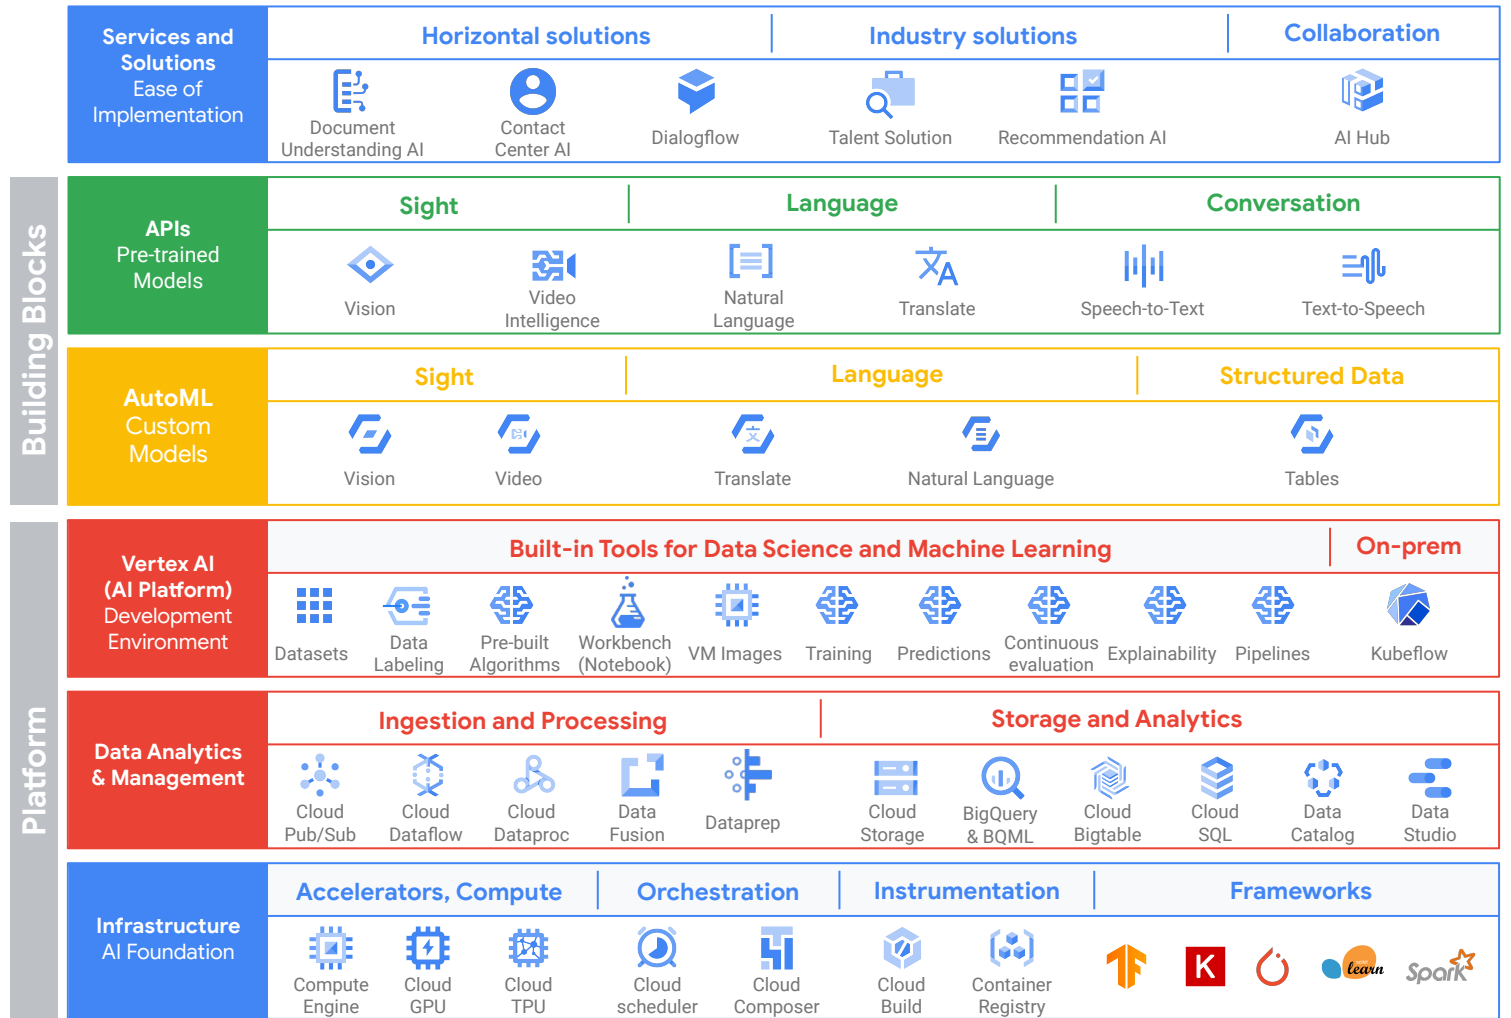 Services and
Solutions
Ease of
Implementation
Horizontal solutions
Industry solutions
Collaboration
Document
Understanding AI
Contact
Center AI
Dialogflow
Talent Solution
Recommendation AI
AI Hub
Building Blocks
APIs
Pre-trained
Models
Sight
Language
Conversation
Vision
Video
Intelligence
Natural
Language
Translate
Speech-to-Text
Text-to-Speech
AutoML
Custom
Models
Sight
Language
Structured Data
Vision
Video
Translate
Natural Language
Tables
Platform
Vertex AI
(AI Platform)
Development
Environment
Built-in Tools for Data Science and Machine Learning
On-prem
Datasets
Data
Labeling
Pre-built
Algorithms
Workbench
(Notebook)
VM Images
Training
Predictions
Continuous
evaluation
Explainability
Pipelines
Kubeflow
Data Analytics
& Management
Ingestion and Processing
Storage and Analytics
Cloud
Pub/Sub
Cloud
Dataflow
Cloud
Dataproc
Data
Fusion
Dataprep
Cloud
Storage
BigQuery
& BQML
Cloud
Bigtable
Cloud
SQL
Data
Catalog
Data
Studio
Infrastructure
AI Foundation
Accelerators, Compute
Orchestration
Instrumentation
Frameworks
Compute
Engine
Cloud
GPU
Cloud
TPU
Cloud
scheduler
Cloud
Composer
Cloud
Build
Container
Registry
K
learn
Spark